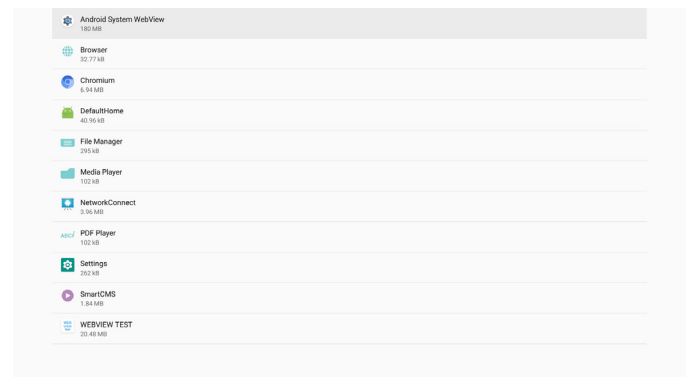 Android System WebView
180 MB
Browser
32.77 kB
Chromium
6.94 MB
DefaultHome
40.96 kB
File Manager
295 kB
Media Player
102 kB
NetworkConnect
3.96 MB
PDF Player
102 kB
Settings
262 kB
SmartCMS
1.84 MB
WEBVIEW TEST
20.48 MB